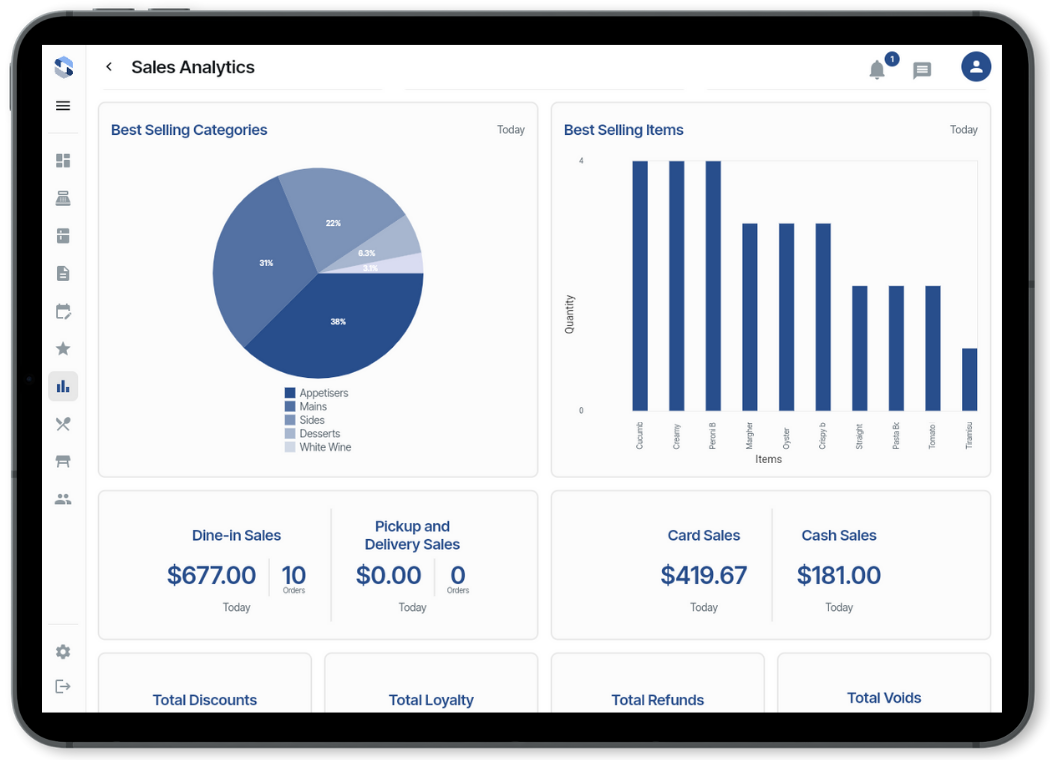 Sales Analytics
1
Best Selling Categories
Today
22%
6.3%
3.1%
31%
38%
Appetisers
Mains
Sides
Desserts
White Wine
Best Selling Items
Today
4
Quantity
0
Cucumb
Creamy
Peroni B
Margher
Oyster
Crispy b
Straight
Pasta Bc
Tomato
Tiramisu
Items
Dine-in Sales
$677.00
10
Orders
Today
Pickup and
Delivery Sales
$0.00
0
Orders
Today
Card Sales
$419.67
Today
Cash Sales
$181.00
Today
Total Discounts
Total Loyalty
Total Refunds
Total Voids